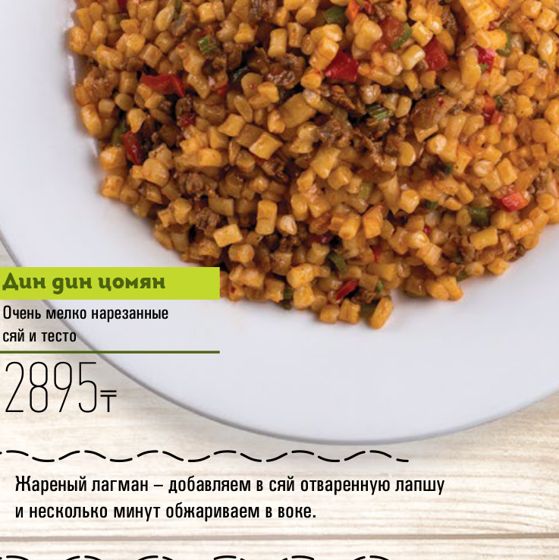 Дин дин цомян
Очень мелко нарезанные
сяй и тесто
2895₸
Жареный лагман – добавляем в сяй отваренную лапшу
и несколько минут обжариваем в воке.